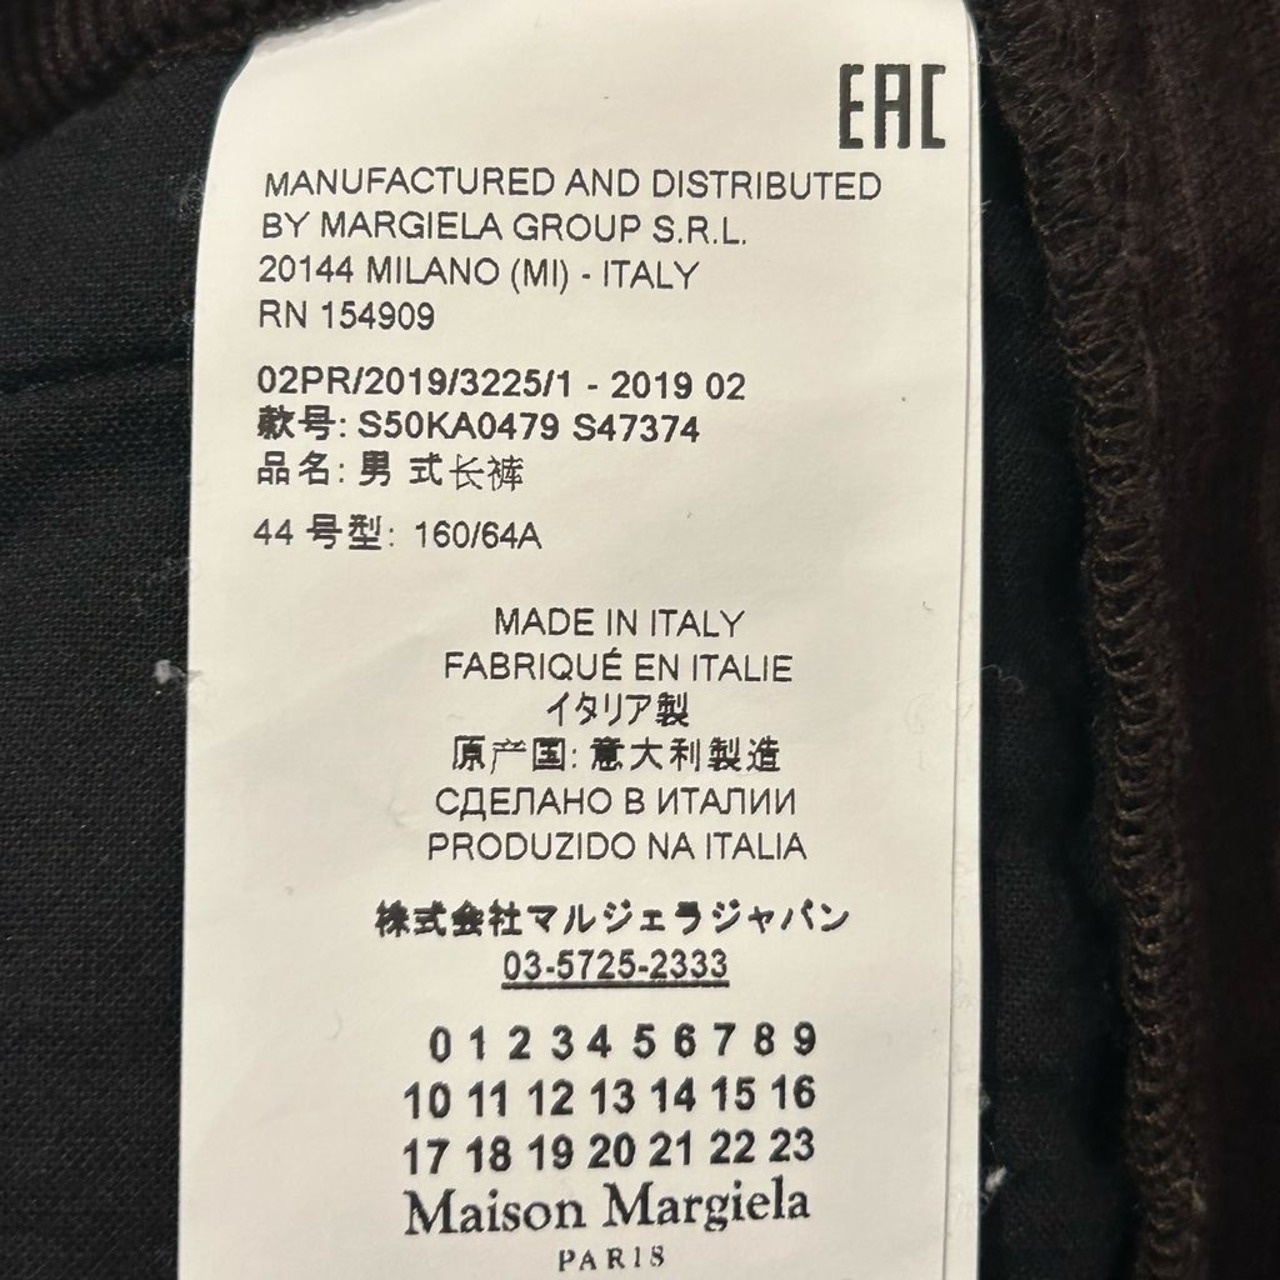 EAC
MANUFACTURED AND DISTRIBUTED
BY MARGIELA GROUP S.R.L.
20144 MILANO (MI) - ITALY
RN 154909
02PR/2019/3225/1 - 2019 02
款号: S50KA0479 S47374
品名: 男 式长裤
44 号型: 160/64A
MADE IN ITALY
FABRIQUÉ EN ITALIE
イタリア製
原产国: 意大利製造
СДЕЛАНО В ИТАЛИИ
PRODUZIDO NA ITALIA
株式会社マルジェラジャパン
03-5725-2333
0 1 2 3 4 5 6 7 8 9
10 11 12 13 14 15 16
17 18 19 20 21 22 23
Maison Margiela
PARIS